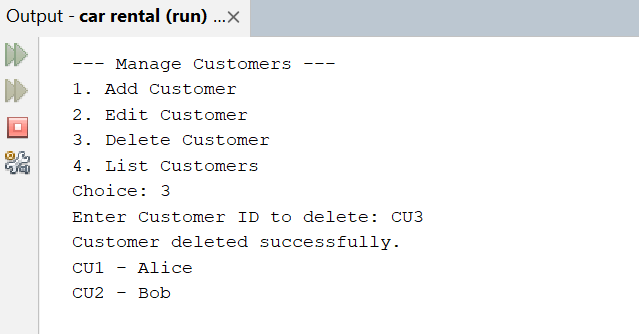 Output - car rental (run) ...
--- Manage Customers ---
1. Add Customer
2. Edit Customer
3. Delete Customer
4. List Customers
Choice: 3
Enter Customer ID to delete: CU3
Customer deleted successfully.
CU1 - Alice
CU2 - Bob